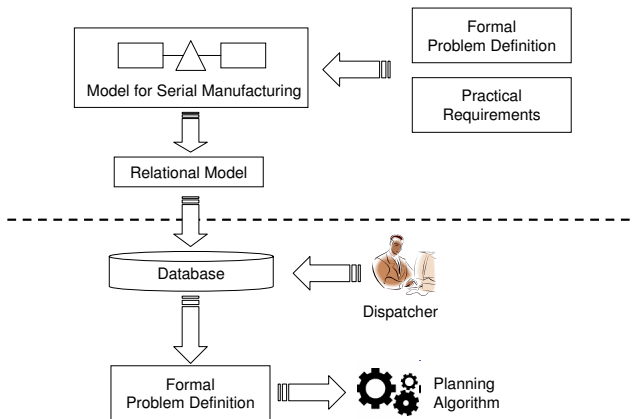 Formal
Problem Definition
Model for Serial Manufacturing
Practical
Requirements
Relational Model
Database
Dispatcher
Formal
Problem Definition
Planning
Algorithm